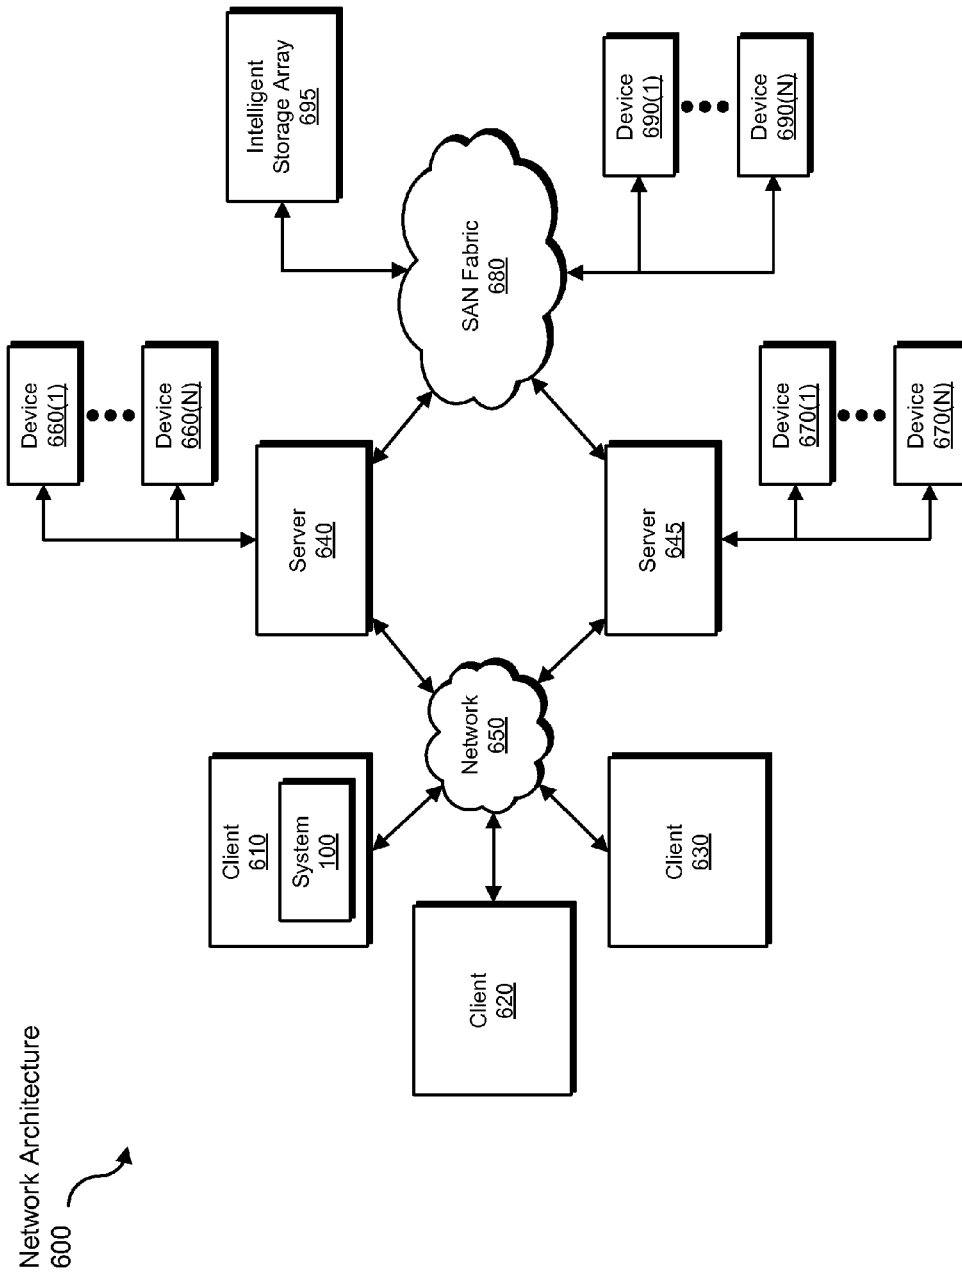 Network Architecture
600
Client
610
System
100
Client
620
Client
630
Network
650
Server
640
Server
645
Device
660(1)
Device
660(N)
Device
670(1)
Device
670(N)
SAN Fabric
680
Intelligent
Storage Array
695
Device
690(1)
Device
690(N)